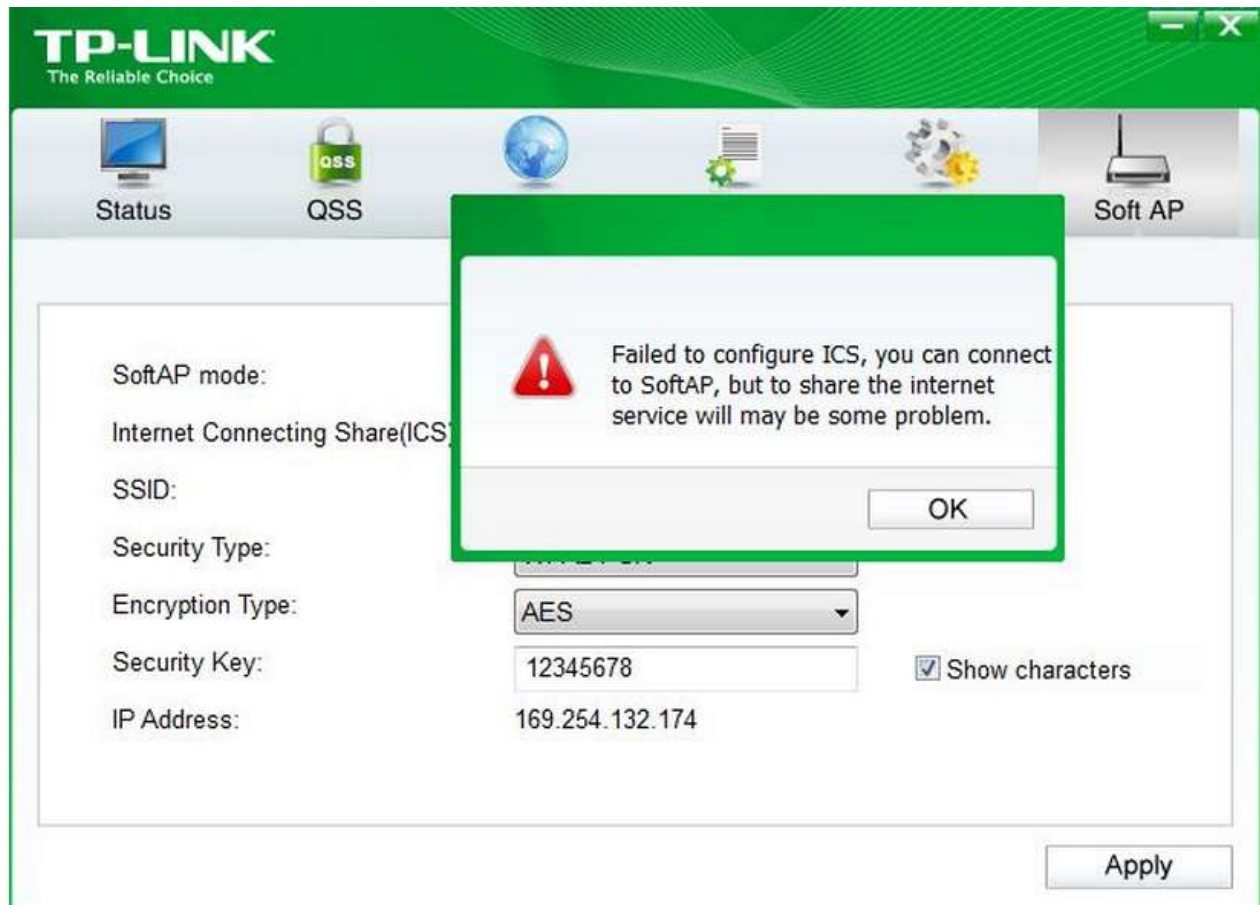 TP-LINK
The Reliable Choice
QSS
Status
QSS
Soft AP
Failed to configure ICS, you can connect
to SoftAP, but to share the internet
service will may be some problem.
OK
SoftAP mode:
Internet Connecting Share(ICS)
SSID:
Security Type:
Encryption Type:
AES
Security Key:
12345678
Show characters
IP Address:
169.254.132.174
Apply